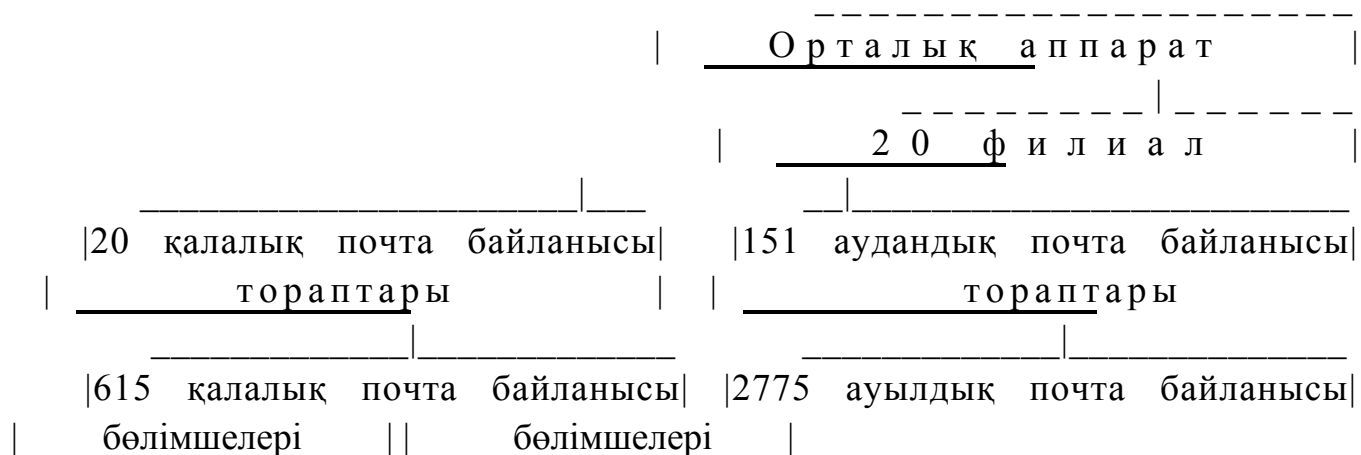 Орталық аппарат
20 филиал
|20 қалалық почта байланысы| |151 аудандық почта байланысы|
| тораптары | | тораптары
|615 қалалық почта байланысы| |2775 ауылдық почта байланысы|
| бөлімшелері || бөлімшелері |